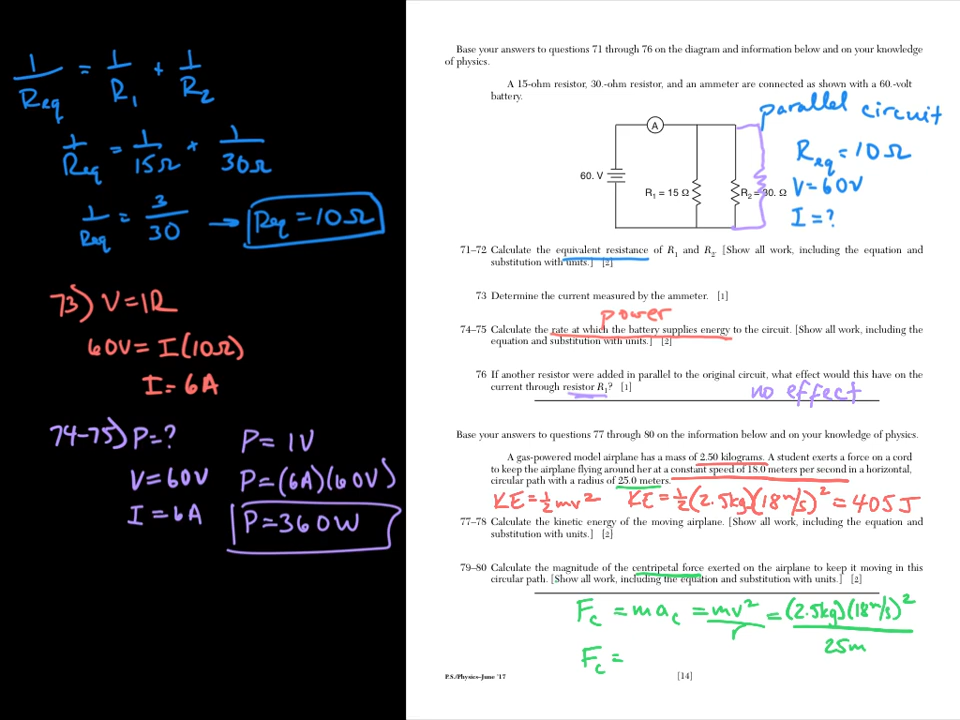 1/Req = 1/R₁ + 1/R₂
1/Req = 1/15Ω + 1/30Ω
1/Req = 3/30 → Req = 10Ω
73) V=IR
60V = I(10Ω)
I = 6A
74-75) P=?
V=60V
I=6A
P= IV
P=(6A)(60V)
P=360W
Base your answers to questions 71 through 76 on the diagram and information below and on your knowledge
of physics.
A 15-ohm resistor, 30.-ohm resistor, and an ammeter are connected as shown with a 60.-volt
battery.
parallel circuit
A
60. V
R₁ = 15 Ω
R₂ = 30. Ω
Req = 10Ω
V=60V
I=?
71–72 Calculate the equivalent resistance of R₁ and R₂. [Show all work, including the equation and
substitution with units.] [2]
73 Determine the current measured by the ammeter. [1]
power
74–75 Calculate the rate at which the battery supplies energy to the circuit. [Show all work, including the
equation and substitution with units.] [2]
76 If another resistor were added in parallel to the original circuit, what effect would this have on the
current through resistor R₁? [1]
no effect
Base your answers to questions 77 through 80 on the information below and on your knowledge of physics.
A gas-powered model airplane has a mass of 2.50 kilograms. A student exerts a force on a cord
to keep the airplane flying around her at a constant speed of 18.0 meters per second in a horizontal,
circular path with a radius of 25.0 meters.
KE=½mv² KE=½(2.5kg)(18m/s)² = 405J
77–78 Calculate the kinetic energy of the moving airplane. [Show all work, including the equation and
substitution with units.] [2]
79–80 Calculate the magnitude of the centripetal force exerted on the airplane to keep it moving in this
circular path. [Show all work, including the equation and substitution with units.] [2]
Fc = mac = mv²/r = (2.5kg)(18m/s)²/25m
Fc =
P.S./Physics–June '17
[14]